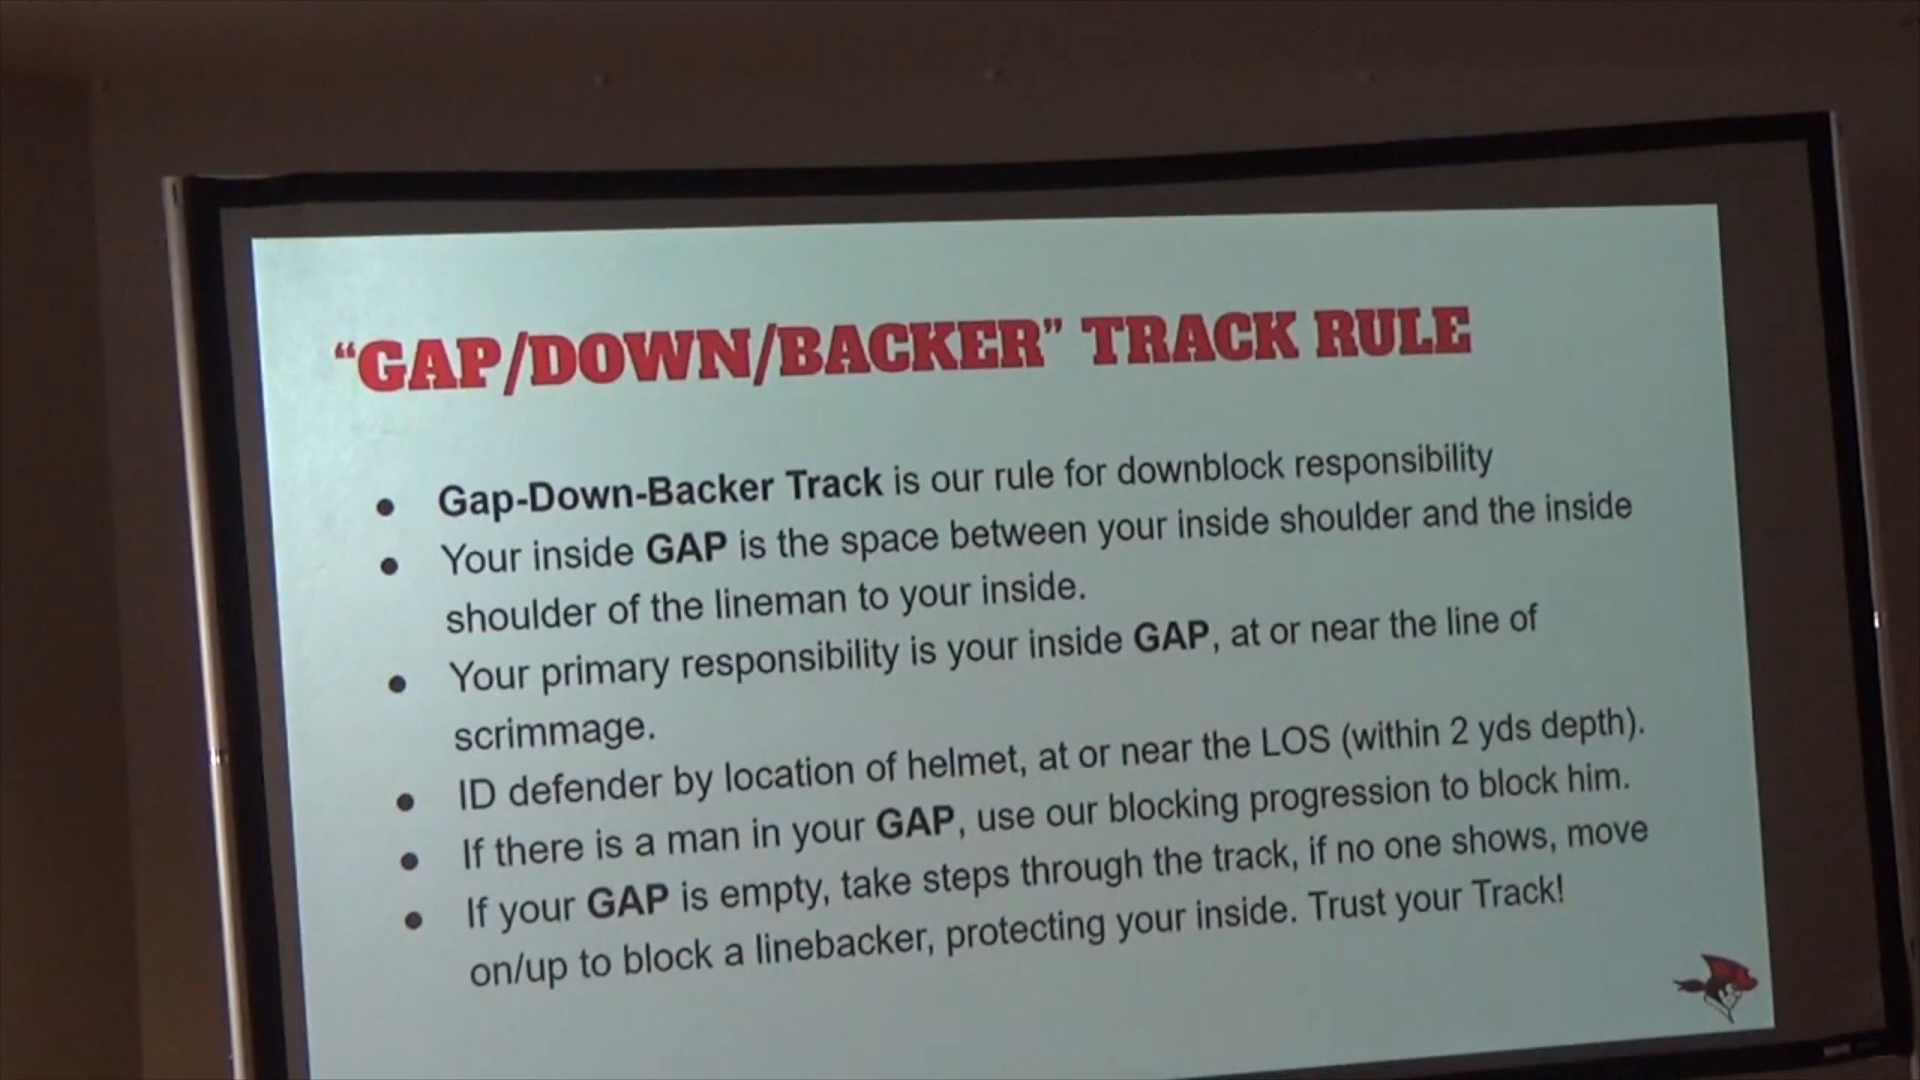 “GAP/DOWN/BACKER” TRACK RULE
● Gap-Down-Backer Track is our rule for downblock responsibility
● Your inside GAP is the space between your inside shoulder and the inside
shoulder of the lineman to your inside.
● Your primary responsibility is your inside GAP, at or near the line of
scrimmage.
● ID defender by location of helmet, at or near the LOS (within 2 yds depth).
● If there is a man in your GAP, use our blocking progression to block him.
● If your GAP is empty, take steps through the track, if no one shows, move
on/up to block a linebacker, protecting your inside. Trust your Track!